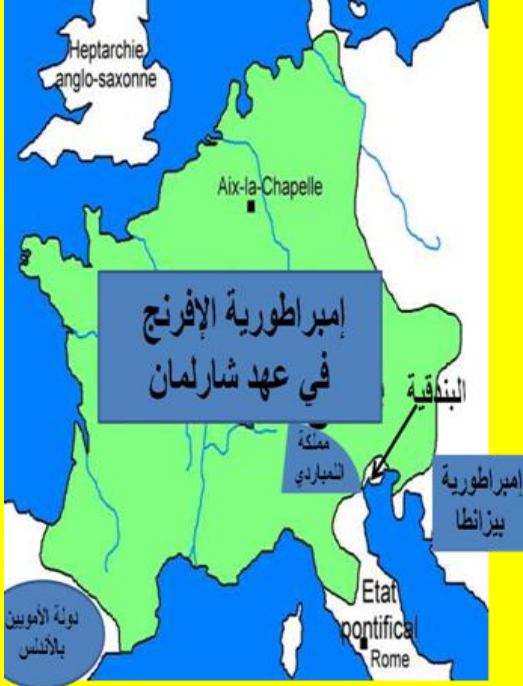 Heptarchie
anglo-saxonne
Aix-la-Chapelle
إمبراطورية الإفرنج
في عهد شارلمان
البندقية
مملكة
اللمباردي
إمبراطورية
بيزانطا
دولة الأمويين
بالأندلس
Etat
pontifical
Rome